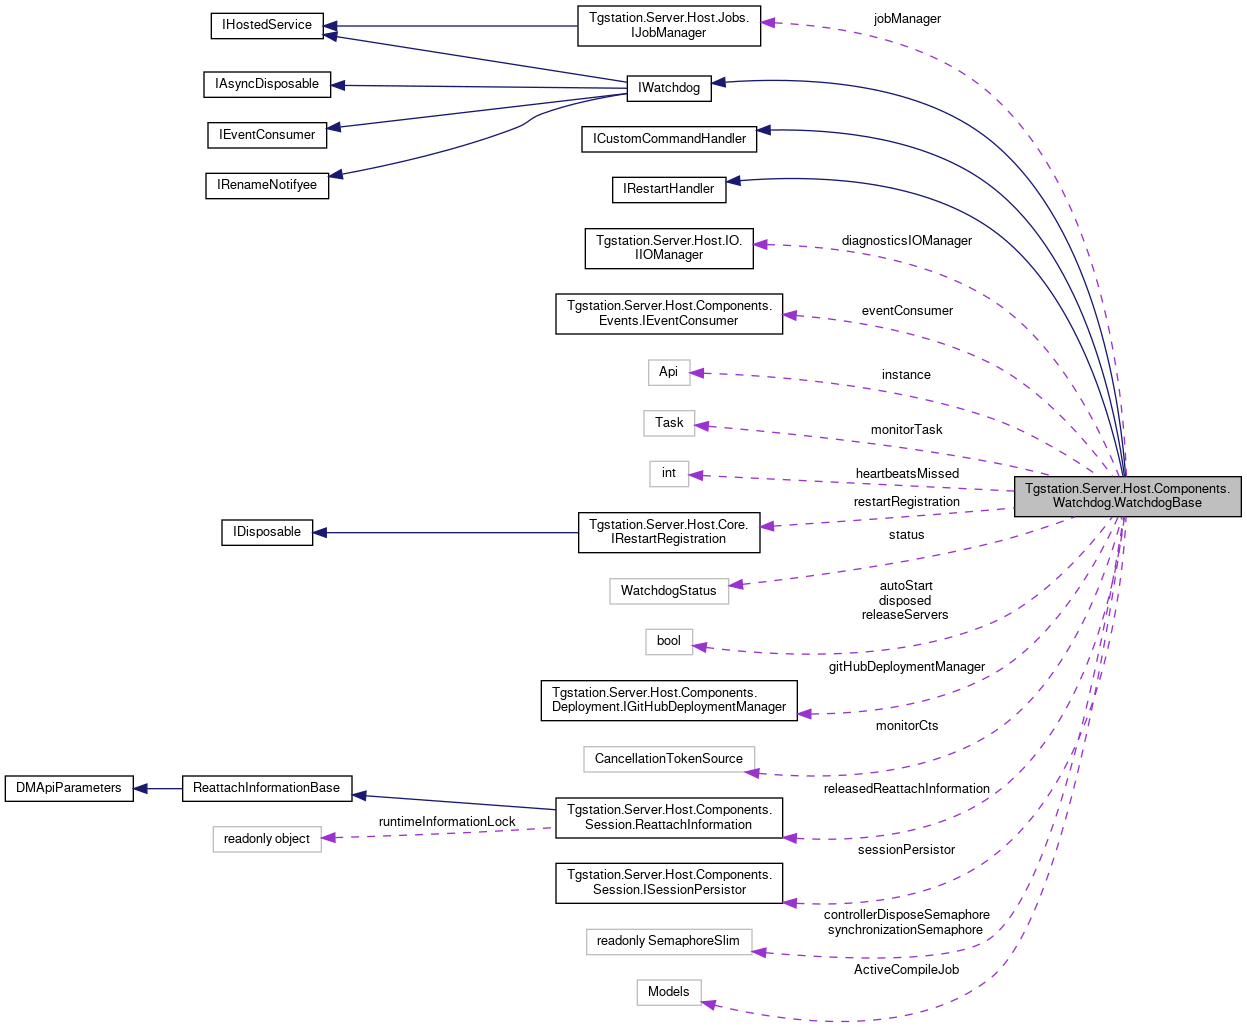 IHostedService
Tgstation.Server.Host.Jobs.
IJobManager
jobManager
IAsyncDisposable
IWatchdog
IEventConsumer
ICustomCommandHandler
IRenameNotifyee
IRestartHandler
Tgstation.Server.Host.IO.
IIOManager
diagnosticsIOManager
Tgstation.Server.Host.Components.
Events.IEventConsumer
eventConsumer
Api
instance
Task
monitorTask
int
heartbeatsMissed
Tgstation.Server.Host.Components.
Watchdog.WatchdogBase
restartRegistration
IDisposable
Tgstation.Server.Host.Core.
IRestartRegistration
status
WatchdogStatus
autoStart
disposed
releaseServers
bool
gitHubDeploymentManager
Tgstation.Server.Host.Components.
Deployment.IGitHubDeploymentManager
monitorCts
CancellationTokenSource
DMApiParameters
ReattachInformationBase
releasedReattachInformation
Tgstation.Server.Host.Components.
Session.ReattachInformation
runtimeInformationLock
readonly object
sessionPersistor
Tgstation.Server.Host.Components.
Session.ISessionPersistor
controllerDisposeSemaphore
synchronizationSemaphore
readonly SemaphoreSlim
ActiveCompileJob
Models